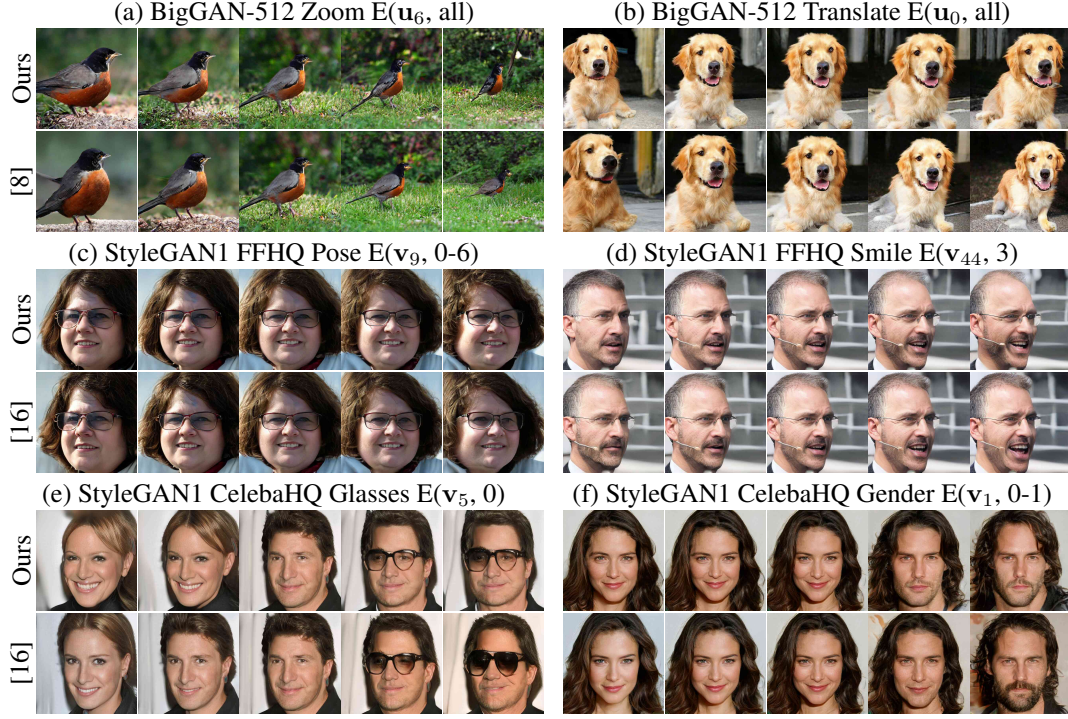 (a) BigGAN-512 Zoom E(u₆, all)
Ours
[8]
(b) BigGAN-512 Translate E(u₀, all)
(c) StyleGAN1 FFHQ Pose E(v₉, 0-6)
Ours
[16]
(d) StyleGAN1 FFHQ Smile E(v₄₄, 3)
(e) StyleGAN1 CelebaHQ Glasses E(v₅, 0)
Ours
[16]
(f) StyleGAN1 CelebaHQ Gender E(v₁, 0-1)